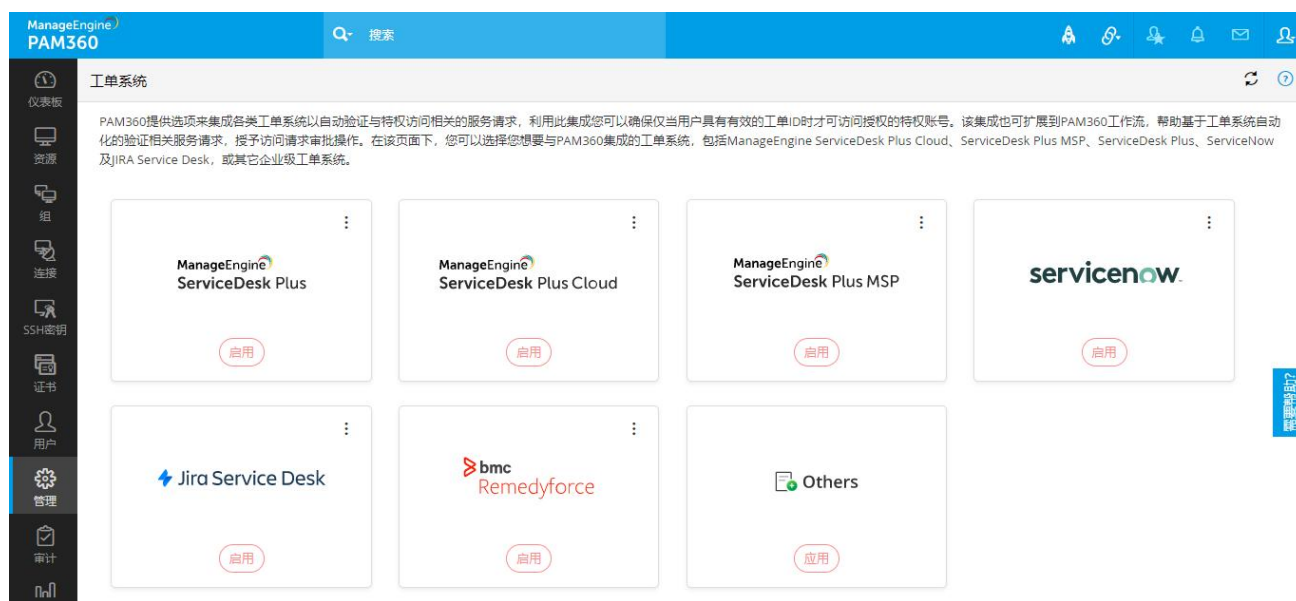 ManageEngine
PAM360
搜索
仪表板
资源
组
连接
SSH密钥
证书
用户
管理
审计
工单系统
PAM360提供选项来集成各类工单系统以自动验证与特权访问相关的服务请求，利用此集成您可以确保仅当用户具有有效的工单ID时才可访问授权的特权账号。该集成也可扩展到PAM360工作流，帮助基于工单系统自动
化的验证相关服务请求，授予访问请求审批操作。在该页面下，您可以选择您想要与PAM360集成的工单系统，包括ManageEngine ServiceDesk Plus Cloud、ServiceDesk Plus MSP、ServiceDesk Plus、ServiceNow
及JIRA Service Desk，或其它企业级工单系统。
ManageEngine
ServiceDesk Plus
启用
ManageEngine
ServiceDesk Plus Cloud
启用
ManageEngine
ServiceDesk Plus MSP
启用
servicenow
启用
Jira Service Desk
启用
bmc
Remedyforce
启用
Others
应用
需要帮助?